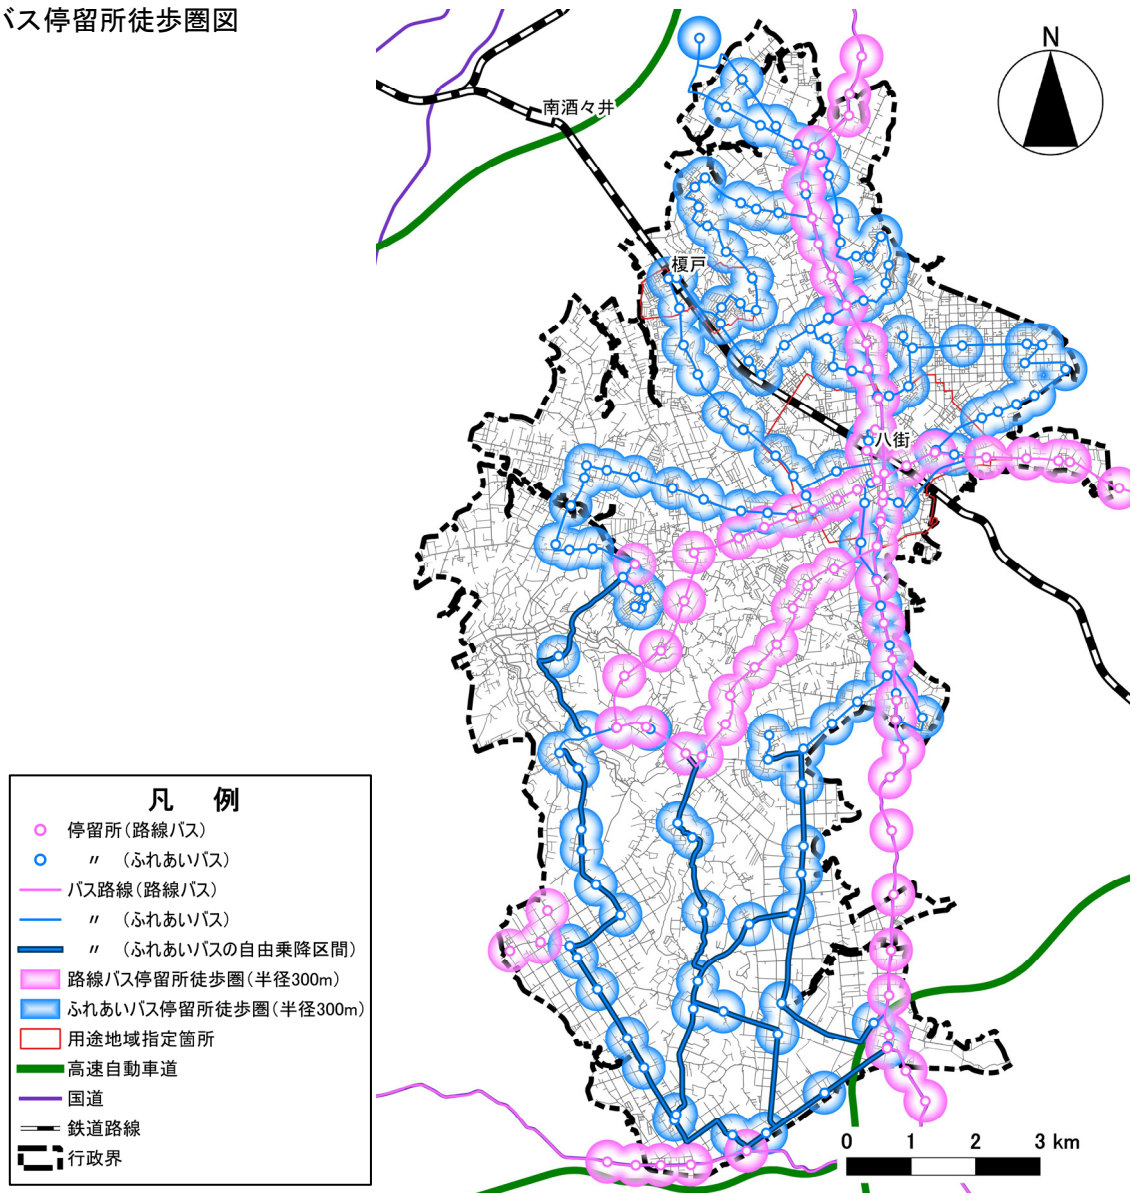 バス停留所徒歩圏図
N
南酒々井
榎戸
八街
凡 例
停留所(路線バス)
〃 (ふれあいバス)
バス路線(路線バス)
〃 (ふれあいバス)
〃 (ふれあいバスの自由乗降区間)
路線バス停留所徒歩圏(半径300m)
ふれあいバス停留所徒歩圏(半径300m)
用途地域指定箇所
高速自動車道
国道
鉄道路線
行政界
0 1 2 3 km